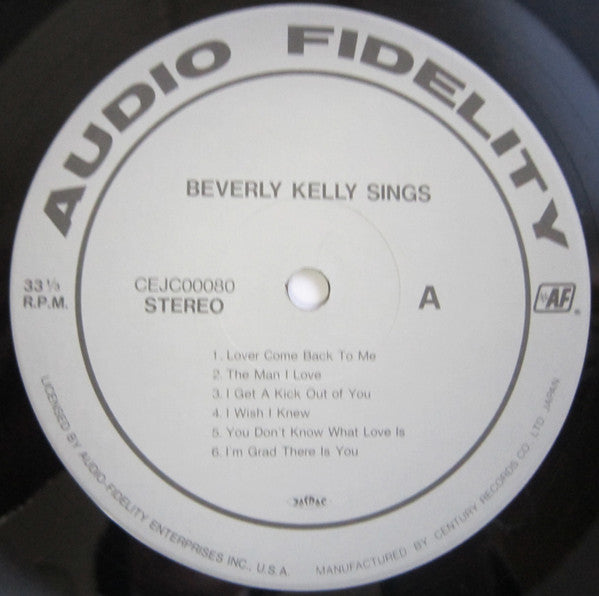 AUDIO FIDELITY
BEVERLY KELLY SINGS
33⅓
R.P.M.
CEJC00080
STEREO
A
AF
1. Lover Come Back To Me
2. The Man I Love
3. I Get A Kick Out of You
4. I Wish I Knew
5. You Don't Know What Love Is
6. I'm Grad There Is You
LICENSED BY AUDIO-FIDELITY ENTERPRISES INC., U.S.A.
MANUFACTURED BY CENTURY RECORDS CO., LTD. JAPAN